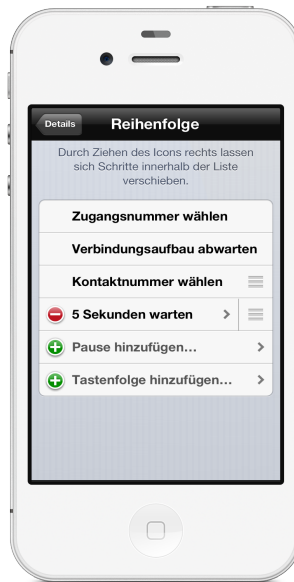 Details
Reihenfolge
Durch Ziehen des Icons rechts lassen
sich Schritte innerhalb der Liste
verschieben.
Zugangsnummer wählen
Verbindungsaufbau abwarten
Kontaktnummer wählen
5 Sekunden warten
Pause hinzufügen...
Tastenfolge hinzufügen...